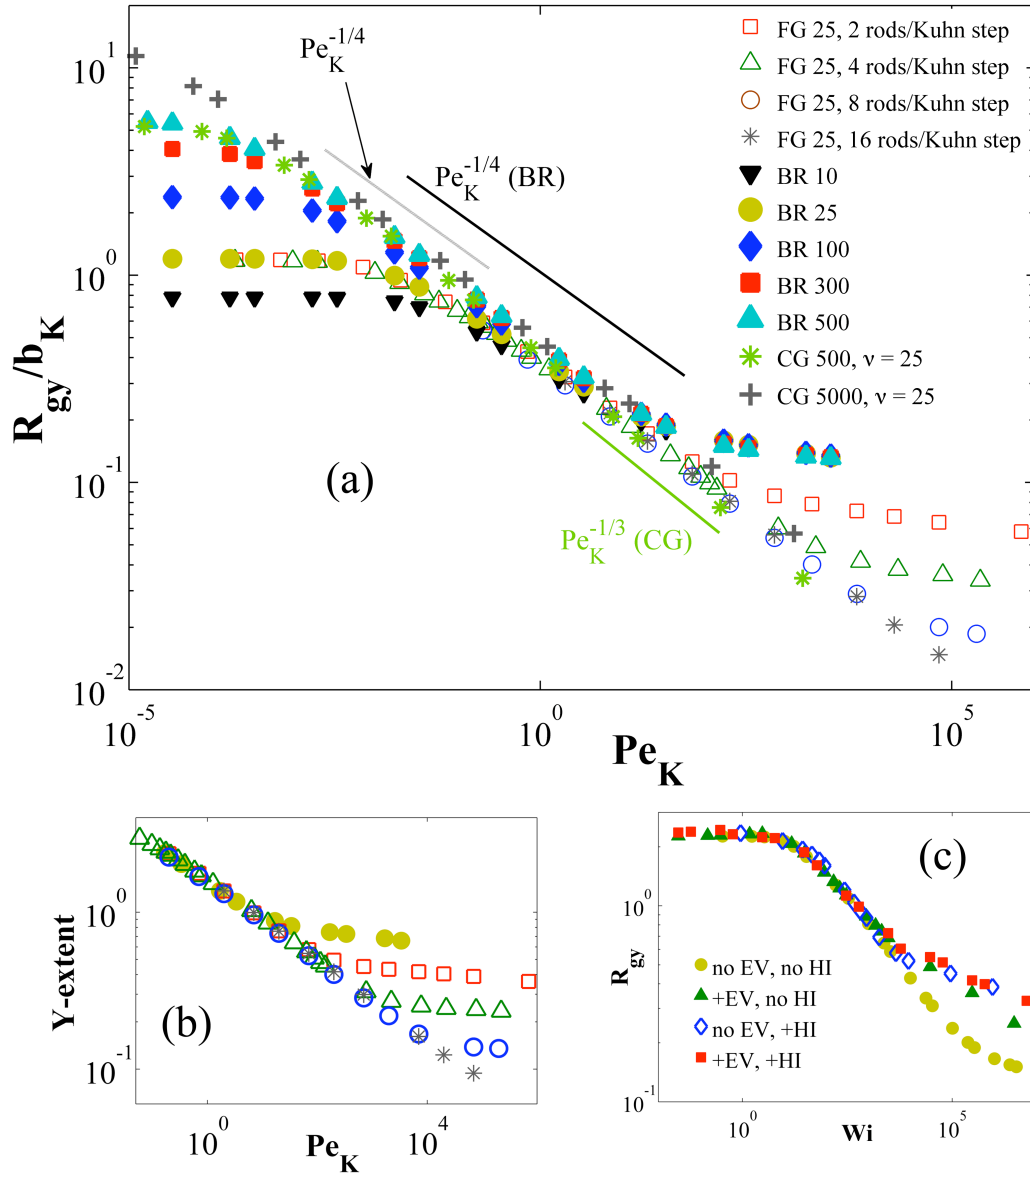 10^1
10^0
10^-1
10^-2
R_gy/b_K
Pe_K^-1/4
Pe_K^-1/4 (BR)
Pe_K^-1/3 (CG)
(a)
FG 25, 2 rods/Kuhn step
FG 25, 4 rods/Kuhn step
FG 25, 8 rods/Kuhn step
FG 25, 16 rods/Kuhn step
BR 10
BR 25
BR 100
BR 300
BR 500
CG 500, ν = 25
CG 5000, ν = 25
10^-5
10^0
10^5
Pe_K
Y-extent
10^0
10^-1
(b)
10^0
10^4
Pe_K
R_gy
10^0
10^-1
(c)
no EV, no HI
+EV, no HI
no EV, +HI
+EV, +HI
10^0
10^5
Wi